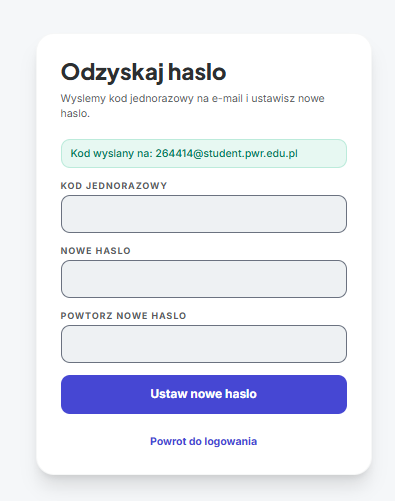 Odzyskaj haslo
Wyslemy kod jednorazowy na e-mail i ustawisz nowe
haslo.
Kod wyslany na: 264414@student.pwr.edu.pl
KOD JEDNORAZOWY
NOWE HASLO
POWTORZ NOWE HASLO
Ustaw nowe haslo
Powrot do logowania